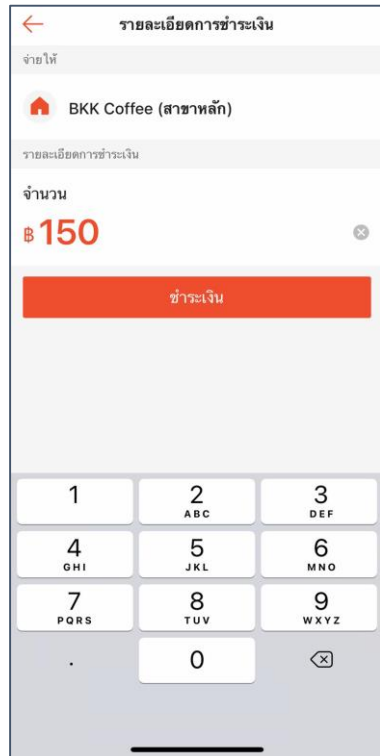 รายละเอียดการชำระเงิน
จ่ายให้
BKK Coffee (สาขาหลัก)
รายละเอียดการชำระเงิน
จำนวน
฿150
ชำระเงิน
1 2 3
ABC DEF
4 5 6
GHI JKL MNO
7 8 9
PQRS TUV WXYZ
. 0